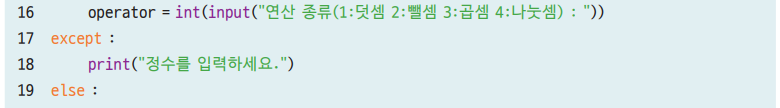 16 operator = int(input("연산 종류(1:덧셈 2:뺄셈 3:곱셈 4:나눗셈) : "))
17 except :
18 print("정수를 입력하세요.")
19 else :